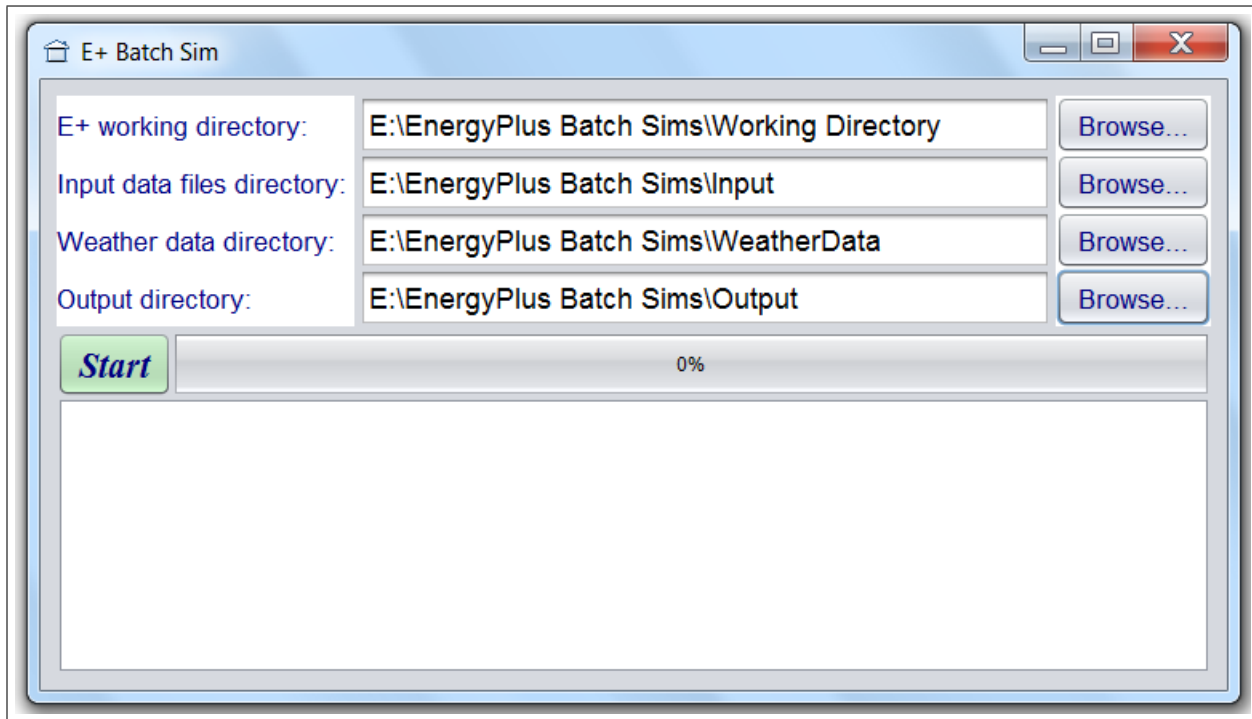 E+ Batch Sim
E+ working directory: E:\EnergyPlus Batch Sims\Working Directory Browse...
Input data files directory: E:\EnergyPlus Batch Sims\Input Browse...
Weather data directory: E:\EnergyPlus Batch Sims\WeatherData Browse...
Output directory: E:\EnergyPlus Batch Sims\Output Browse...
Start 0%